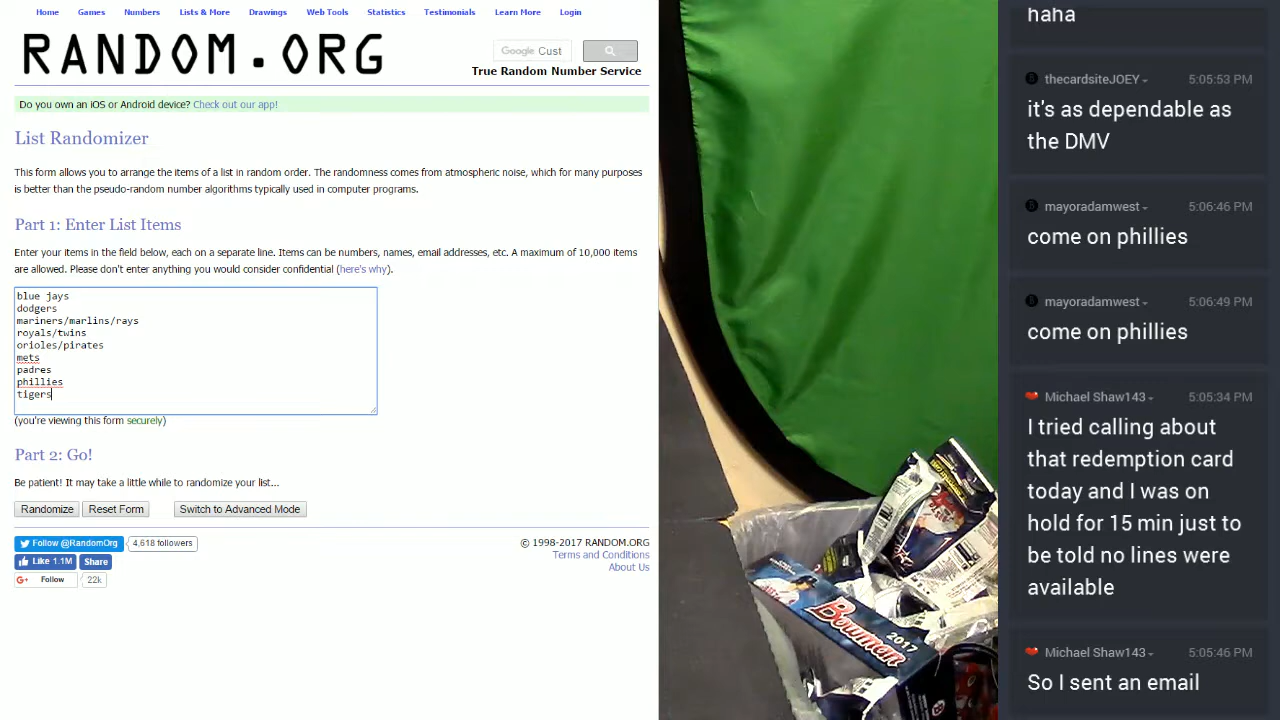 Home Games Numbers Lists & More Drawings Web Tools Statistics Testimonials Learn More Login
RANDOM.ORG
Google Cust
True Random Number Service
Do you own an iOS or Android device? Check out our app!
List Randomizer
This form allows you to arrange the items of a list in random order. The randomness comes from atmospheric noise, which for many purposes
is better than the pseudo-random number algorithms typically used in computer programs.
Part 1: Enter List Items
Enter your items in the field below, each on a separate line. Items can be numbers, names, email addresses, etc. A maximum of 10,000 items
are allowed. Please don't enter anything you would consider confidential (here's why).
blue jays
dodgers
mariners/marlins/rays
royals/twins
orioles/pirates
mets
padres
phillies
tigers
(you're viewing this form securely)
Part 2: Go!
Be patient! It may take a little while to randomize your list...
Randomize Reset Form Switch to Advanced Mode
Follow @RandomOrg 4,618 followers
Like 1.1M Share
Follow 22k
© 1998-2017 RANDOM.ORG
Terms and Conditions
About Us
Bowman 2017
haha
thecardsiteJOEY 5:05:53 PM
it's as dependable as
the DMV
mayoradamwest 5:06:46 PM
come on phillies
mayoradamwest 5:06:49 PM
come on phillies
Michael Shaw143 5:05:34 PM
I tried calling about
that redemption card
today and I was on
hold for 15 min just to
be told no lines were
available
Michael Shaw143 5:05:46 PM
So I sent an email